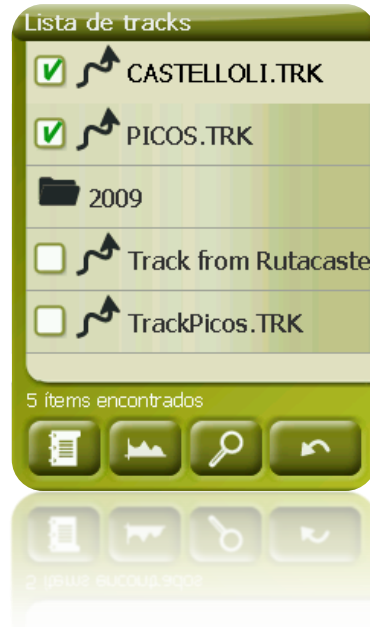 Lista de tracks
CASTELLOLI.TRK
PICOS.TRK
2009
Track from Rutacaste
TrackPicos.TRK
5 ítems encontrados